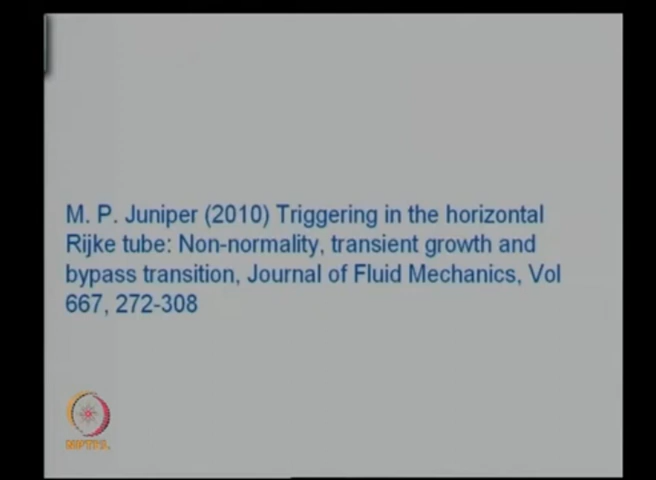 M. P. Juniper (2010) Triggering in the horizontal
Rijke tube: Non-normality, transient growth and
bypass transition, Journal of Fluid Mechanics, Vol
667, 272-308
NPTEL